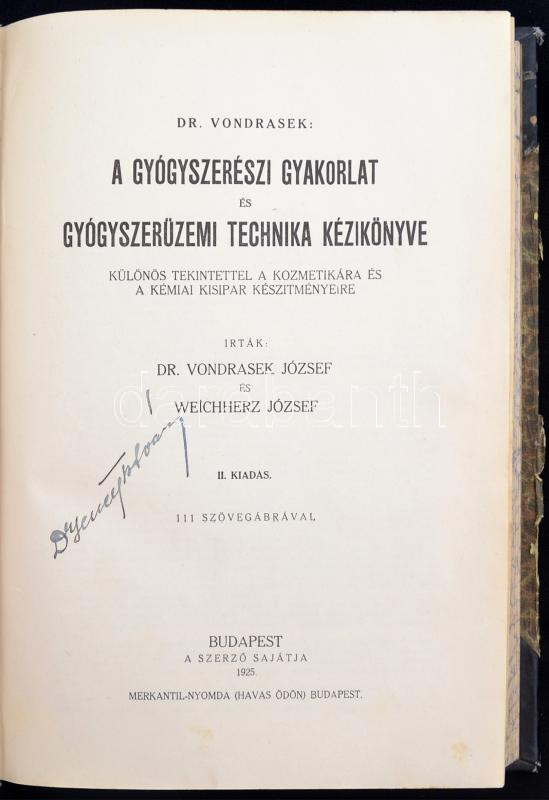 DR. VONDRASEK:
A GYÓGYSZERÉSZI GYAKORLAT
ÉS
GYÓGYSZERÜZEMI TECHNIKA KÉZIKÖNYVE
KÜLÖNÖS TEKINTETTEL A KOZMETIKÁRA ÉS
A KÉMIAI KISIPAR KÉSZITMÉNYEIRE
IRTÁK:
DR. VONDRASEK JÓZSEF
ÉS
WEICHHERZ JÓZSEF
darabanth
II. KIADÁS.
111 SZÖVEGÁBRÁVAL
BUDAPEST
A SZERZŐ SAJÁTJA
1925.
MERKANTIL-NYOMDA (HAVAS ÖDÖN) BUDAPEST.